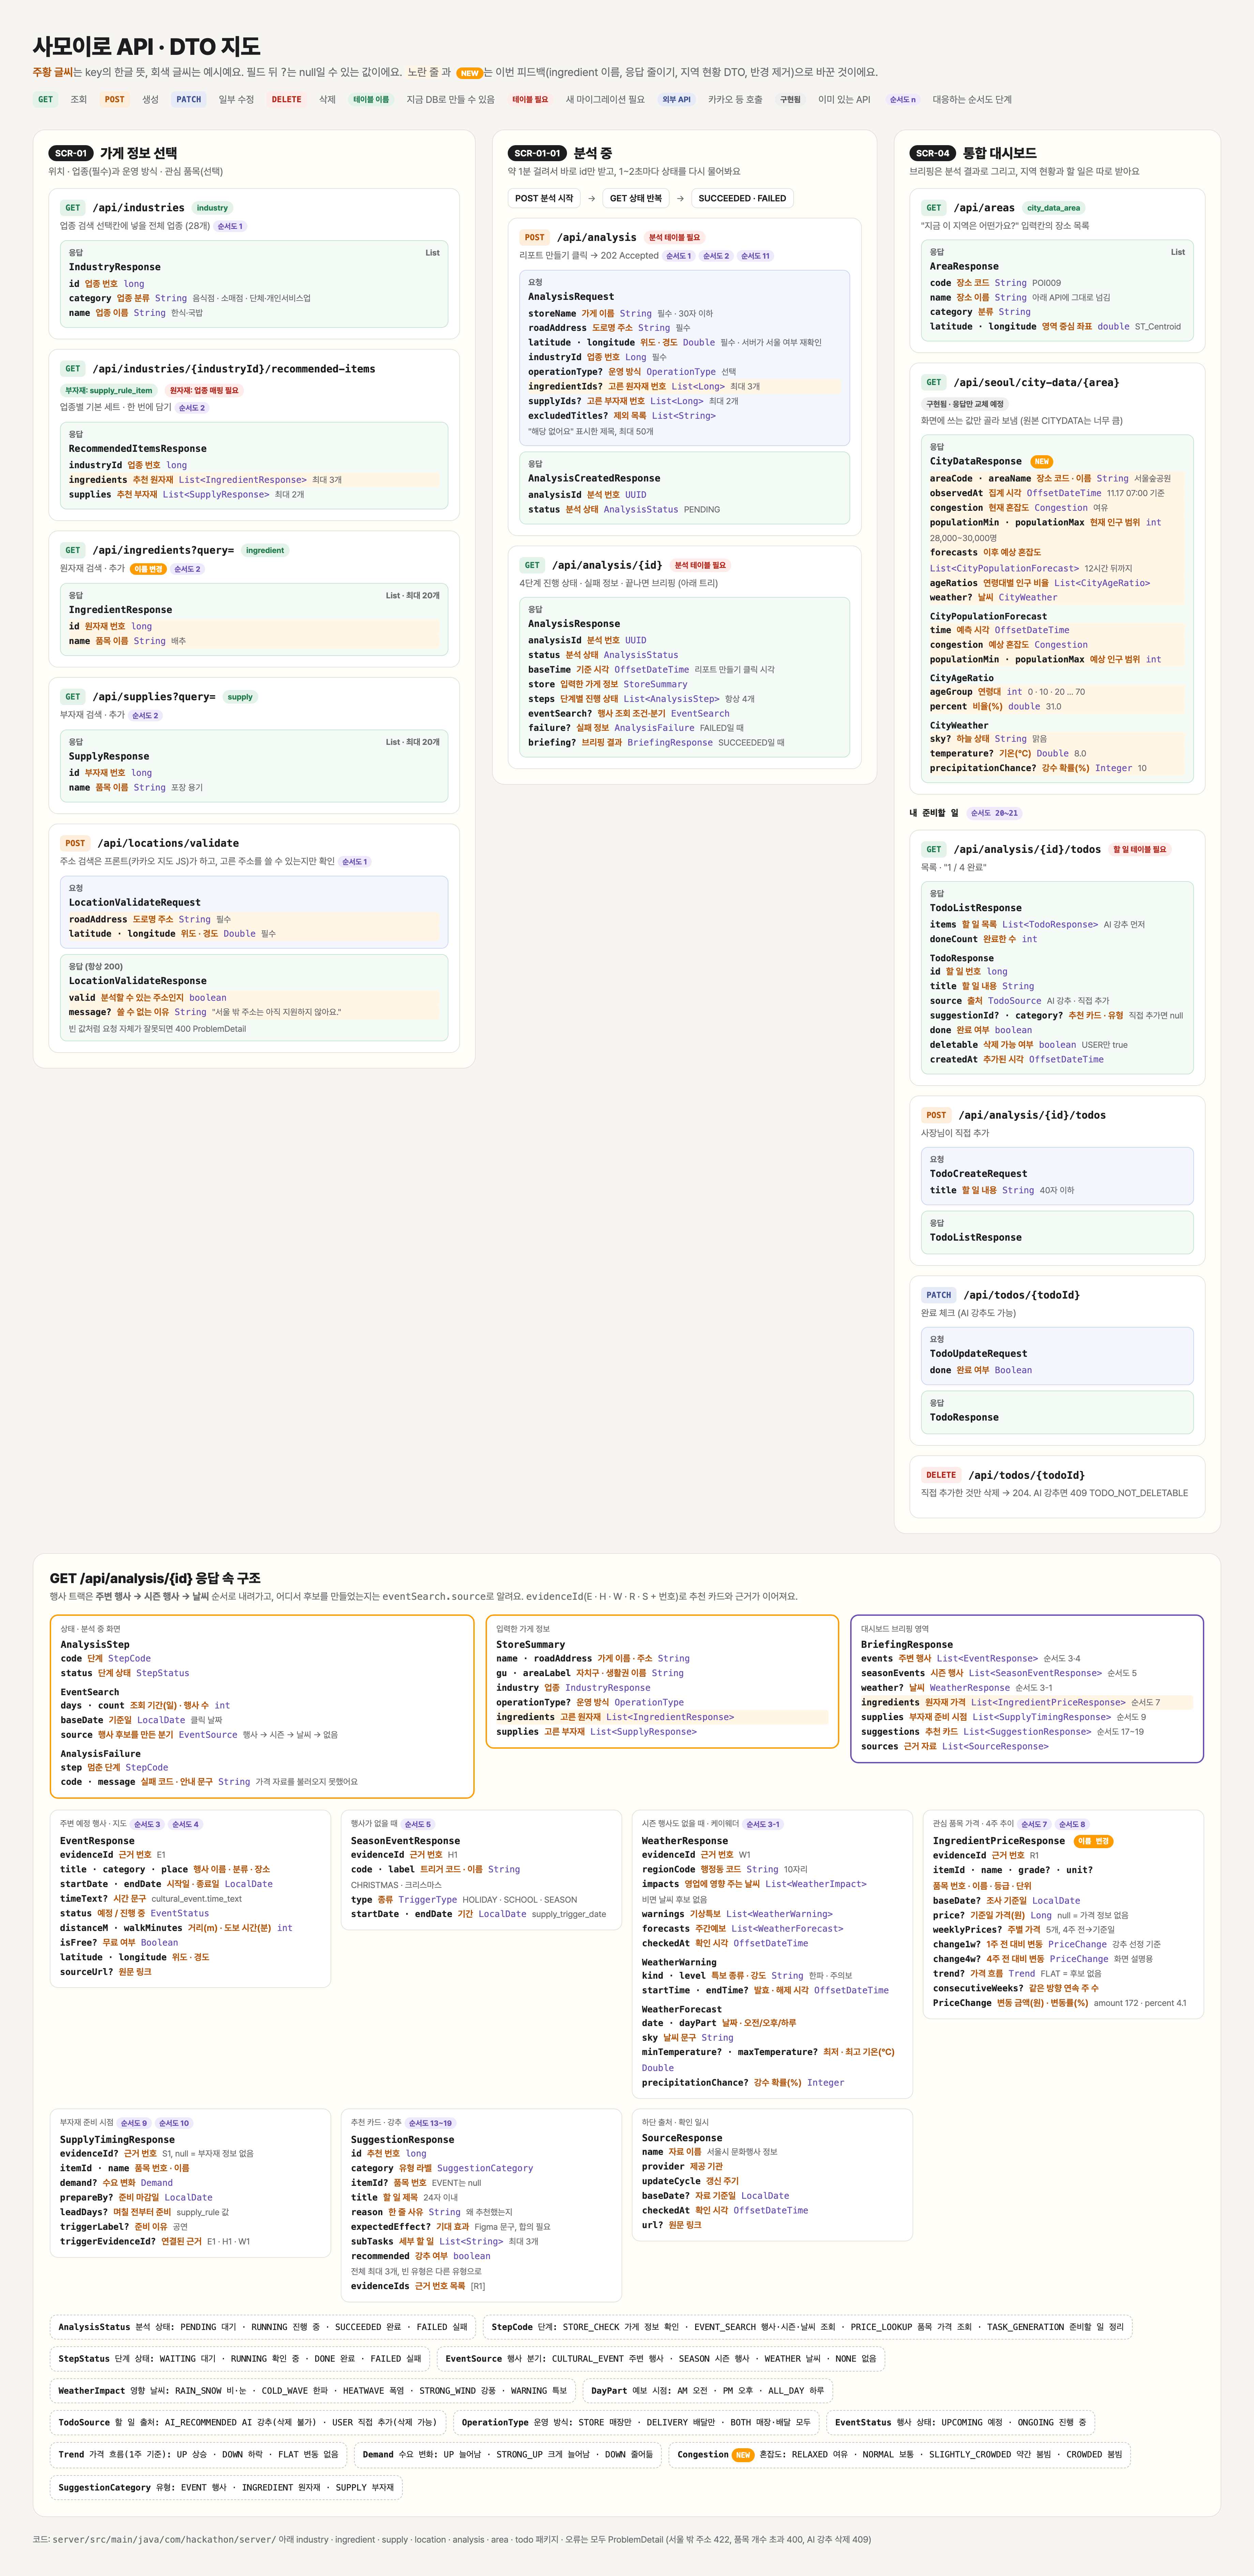 사모이로 API · DTO 지도
주황 글씨는 key의 한글 뜻, 회색 글씨는 예시예요. 필드 뒤 ?는 null일 수 있는 값이에요. 노란 줄 과 NEW는 이번 피드백(ingredient 이름, 응답 줄이기, 지역 현황 DTO, 반경 제거)으로 바꾼 것이에요.
GET 조회 POST 생성 PATCH 일부 수정 DELETE 삭제 테이블 이름 지금 DB로 만들 수 있음 테이블 필요 새 마이그레이션 필요 외부 API 카카오 등 호출 구현됨 이미 있는 API 순서도 n 대응하는 순서도 단계
SCR-01 가게 정보 선택
위치 · 업종(필수)과 운영 방식 · 관심 품목(선택)
GET /api/industries industry
업종 검색 선택칸에 넣을 전체 업종 (28개) 순서도 1
응답 List
IndustryResponse
id 업종 번호 long
category 업종 분류 String 음식점 · 소매점 · 단체·개인서비스업
name 업종 이름 String 한식·국밥
GET /api/industries/{industryId}/recommended-items
부자재: supply_rule_item 원자재: 업종 매핑 필요
업종별 기본 세트 · 한 번에 담기 순서도 2
응답
RecommendedItemsResponse
industryId 업종 번호 long
ingredients 추천 원자재 List<IngredientResponse> 최대 3개
supplies 추천 부자재 List<SupplyResponse> 최대 2개
GET /api/ingredients?query= ingredient
원자재 검색 · 추가 이름 변경 순서도 2
응답 List · 최대 20개
IngredientResponse
id 원자재 번호 long
name 품목 이름 String 배추
GET /api/supplies?query= supply
부자재 검색 · 추가 순서도 2
응답 List · 최대 20개
SupplyResponse
id 부자재 번호 long
name 품목 이름 String 포장 용기
POST /api/locations/validate
주소 검색은 프론트(카카오 지도 JS)가 하고, 고른 주소를 쓸 수 있는지만 확인 순서도 1
요청
LocationValidateRequest
roadAddress 도로명 주소 String 필수
latitude · longitude 위도 · 경도 Double 필수
응답 (항상 200)
LocationValidateResponse
valid 분석할 수 있는 주소인지 boolean
message? 쓸 수 없는 이유 String "서울 밖 주소는 아직 지원하지 않아요."
빈 값처럼 요청 자체가 잘못되면 400 ProblemDetail
SCR-01-01 분석 중
약 1분 걸려서 바로 id만 받고, 1~2초마다 상태를 다시 물어봐요
POST 분석 시작 → GET 상태 반복 → SUCCEEDED · FAILED
POST /api/analysis 분석 테이블 필요
리포트 만들기 클릭 → 202 Accepted 순서도 1 순서도 2 순서도 11
요청
AnalysisRequest
storeName 가게 이름 String 필수 · 30자 이하
roadAddress 도로명 주소 String 필수
latitude · longitude 위도 · 경도 Double 필수 · 서버가 서울 여부 재확인
industryId 업종 번호 Long 필수
operationType? 운영 방식 OperationType 선택
ingredientIds? 고른 원자재 번호 List<Long> 최대 3개
supplyIds? 고른 부자재 번호 List<Long> 최대 2개
excludedTitles? 제외 목록 List<String>
"해당 없어요" 표시한 제목, 최대 50개
응답
AnalysisCreatedResponse
analysisId 분석 번호 UUID
status 분석 상태 AnalysisStatus PENDING
GET /api/analysis/{id} 분석 테이블 필요
4단계 진행 상태 · 실패 정보 · 끝나면 브리핑 (아래 트리)
응답
AnalysisResponse
analysisId 분석 번호 UUID
status 분석 상태 AnalysisStatus
baseTime 기준 시각 OffsetDateTime 리포트 만들기 클릭 시각
store 입력한 가게 정보 StoreSummary
steps 단계별 진행 상태 List<AnalysisStep> 항상 4개
eventSearch? 행사 조회 조건·분기 EventSearch
failure? 실패 정보 AnalysisFailure FAILED일 때
briefing? 브리핑 결과 BriefingResponse SUCCEEDED일 때
SCR-04 통합 대시보드
브리핑은 분석 결과로 그리고, 지역 현황과 할 일은 따로 받아요
GET /api/areas city_data_area
"지금 이 지역은 어떤가요?" 입력칸의 장소 목록
응답 List
AreaResponse
code 장소 코드 String POI009
name 장소 이름 String 아래 API에 그대로 넘김
category 분류 String
latitude · longitude 영역 중심 좌표 double ST_Centroid
GET /api/seoul/city-data/{area}
구현됨 · 응답만 교체 예정
화면에 쓰는 값만 골라 보냄 (원본 CITYDATA는 너무 큼)
응답
CityDataResponse NEW
areaCode · areaName 장소 코드 · 이름 String 서울숲공원
observedAt 집계 시각 OffsetDateTime 11.17 07:00 기준
congestion 현재 혼잡도 Congestion 여유
populationMin · populationMax 현재 인구 범위 int
28,000~30,000명
forecasts 이후 예상 혼잡도
List<CityPopulationForecast> 12시간 뒤까지
ageRatios 연령대별 인구 비율 List<CityAgeRatio>
weather? 날씨 CityWeather
CityPopulationForecast
time 예측 시각 OffsetDateTime
congestion 예상 혼잡도 Congestion
populationMin · populationMax 예상 인구 범위 int
CityAgeRatio
ageGroup 연령대 int 0 · 10 · 20 … 70
percent 비율(%) double 31.0
CityWeather
sky? 하늘 상태 String 맑음
temperature? 기온(℃) Double 8.0
precipitationChance? 강수 확률(%) Integer 10
내 준비할 일 순서도 20~21
GET /api/analysis/{id}/todos 할 일 테이블 필요
목록 · "1 / 4 완료"
응답
TodoListResponse
items 할 일 목록 List<TodoResponse> AI 강추 먼저
doneCount 완료한 수 int
TodoResponse
id 할 일 번호 long
title 할 일 내용 String
source 출처 TodoSource AI 강추 · 직접 추가
suggestionId? · category? 추천 카드 · 유형 직접 추가면 null
done 완료 여부 boolean
deletable 삭제 가능 여부 boolean USER만 true
createdAt 추가된 시각 OffsetDateTime
POST /api/analysis/{id}/todos
사장님이 직접 추가
요청
TodoCreateRequest
title 할 일 내용 String 40자 이하
응답
TodoListResponse
PATCH /api/todos/{todoId}
완료 체크 (AI 강추도 가능)
요청
TodoUpdateRequest
done 완료 여부 Boolean
응답
TodoResponse
DELETE /api/todos/{todoId}
직접 추가한 것만 삭제 → 204. AI 강추면 409 TODO_NOT_DELETABLE
GET /api/analysis/{id} 응답 속 구조
행사 트랙은 주변 행사 → 시즌 행사 → 날씨 순서로 내려가고, 어디서 후보를 만들었는지는 eventSearch.source로 알려요. evidenceId(E · H · W · R · S + 번호)로 추천 카드와 근거가 이어져요.
상태 · 분석 중 화면
AnalysisStep
code 단계 StepCode
status 단계 상태 StepStatus
EventSearch
days · count 조회 기간(일) · 행사 수 int
baseDate 기준일 LocalDate 클릭 날짜
source 행사 후보를 만든 분기 EventSource 행사 → 시즌 → 날씨 → 없음
AnalysisFailure
step 멈춘 단계 StepCode
code · message 실패 코드 · 안내 문구 String 가격 자료를 불러오지 못했어요
입력한 가게 정보
StoreSummary
name · roadAddress 가게 이름 · 주소 String
gu · areaLabel 자치구 · 생활권 이름 String
industry 업종 IndustryResponse
operationType? 운영 방식 OperationType
ingredients 고른 원자재 List<IngredientResponse>
supplies 고른 부자재 List<SupplyResponse>
대시보드 브리핑 영역
BriefingResponse
events 주변 행사 List<EventResponse> 순서도 3·4
seasonEvents 시즌 행사 List<SeasonEventResponse> 순서도 5
weather? 날씨 WeatherResponse 순서도 3-1
ingredients 원자재 가격 List<IngredientPriceResponse> 순서도 7
supplies 부자재 준비 시점 List<SupplyTimingResponse> 순서도 9
suggestions 추천 카드 List<SuggestionResponse> 순서도 17~19
sources 근거 자료 List<SourceResponse>
주변 예정 행사 · 지도 순서도 3 순서도 4
EventResponse
evidenceId 근거 번호 E1
title · category · place 행사 이름 · 분류 · 장소
startDate · endDate 시작일 · 종료일 LocalDate
timeText? 시간 문구 cultural_event.time_text
status 예정 / 진행 중 EventStatus
distanceM · walkMinutes 거리(m) · 도보 시간(분) int
isFree? 무료 여부 Boolean
latitude · longitude 위도 · 경도
sourceUrl? 원문 링크
행사가 없을 때 순서도 5
SeasonEventResponse
evidenceId 근거 번호 H1
code · label 트리거 코드 · 이름 String
CHRISTMAS · 크리스마스
type 종류 TriggerType HOLIDAY · SCHOOL · SEASON
startDate · endDate 기간 LocalDate supply_trigger_date
시즌 행사도 없을 때 · 케이웨더 순서도 3-1
WeatherResponse
evidenceId 근거 번호 W1
regionCode 행정동 코드 String 10자리
impacts 영업에 영향 주는 날씨 List<WeatherImpact>
비면 날씨 후보 없음
warnings 기상특보 List<WeatherWarning>
forecasts 주간예보 List<WeatherForecast>
checkedAt 확인 시각 OffsetDateTime
WeatherWarning
kind · level 특보 종류 · 강도 String 한파 · 주의보
startTime · endTime? 발효 · 해제 시각 OffsetDateTime
WeatherForecast
date · dayPart 날짜 · 오전/오후/하루
sky 날씨 문구 String
minTemperature? · maxTemperature? 최저 · 최고 기온(℃)
Double
precipitationChance? 강수 확률(%) Integer
관심 품목 가격 · 4주 추이 순서도 7 순서도 8
IngredientPriceResponse 이름 변경
evidenceId 근거 번호 R1
itemId · name · grade? · unit?
품목 번호 · 이름 · 등급 · 단위
baseDate? 조사 기준일 LocalDate
price? 기준일 가격(원) Long null = 가격 정보 없음
weeklyPrices? 주별 가격 5개, 4주 전→기준일
change1w? 1주 전 대비 변동 PriceChange 강추 선정 기준
change4w? 4주 전 대비 변동 PriceChange 화면 설명용
trend? 가격 흐름 Trend FLAT = 후보 없음
consecutiveWeeks? 같은 방향 연속 주 수
PriceChange 변동 금액(원) · 변동률(%) amount 172 · percent 4.1
부자재 준비 시점 순서도 9 순서도 10
SupplyTimingResponse
evidenceId? 근거 번호 S1, null = 부자재 정보 없음
itemId · name 품목 번호 · 이름
demand? 수요 변화 Demand
prepareBy? 준비 마감일 LocalDate
leadDays? 며칠 전부터 준비 supply_rule 값
triggerLabel? 준비 이유 공연
triggerEvidenceId? 연결된 근거 E1 · H1 · W1
추천 카드 · 강추 순서도 13~19
SuggestionResponse
id 추천 번호 long
category 유형 라벨 SuggestionCategory
itemId? 품목 번호 EVENT는 null
title 할 일 제목 24자 이내
reason 한 줄 사유 String 왜 추천했는지
expectedEffect? 기대 효과 Figma 문구, 합의 필요
subTasks 세부 할 일 List<String> 최대 3개
recommended 강추 여부 boolean
전체 최대 3개, 빈 유형은 다른 유형으로
evidenceIds 근거 번호 목록 [R1]
하단 출처 · 확인 일시
SourceResponse
name 자료 이름 서울시 문화행사 정보
provider 제공 기관
updateCycle 갱신 주기
baseDate? 자료 기준일 LocalDate
checkedAt 확인 시각 OffsetDateTime
url? 원문 링크
AnalysisStatus 분석 상태: PENDING 대기 · RUNNING 진행 중 · SUCCEEDED 완료 · FAILED 실패
StepCode 단계: STORE_CHECK 가게 정보 확인 · EVENT_SEARCH 행사·시즌·날씨 조회 · PRICE_LOOKUP 품목 가격 조회 · TASK_GENERATION 준비할 일 정리
StepStatus 단계 상태: WAITING 대기 · RUNNING 확인 중 · DONE 완료 · FAILED 실패
EventSource 행사 분기: CULTURAL_EVENT 주변 행사 · SEASON 시즌 행사 · WEATHER 날씨 · NONE 없음
WeatherImpact 영향 날씨: RAIN_SNOW 비·눈 · COLD_WAVE 한파 · HEATWAVE 폭염 · STRONG_WIND 강풍 · WARNING 특보
DayPart 예보 시점: AM 오전 · PM 오후 · ALL_DAY 하루
TodoSource 할 일 출처: AI_RECOMMENDED AI 강추(삭제 불가) · USER 직접 추가(삭제 가능)
OperationType 운영 방식: STORE 매장만 · DELIVERY 배달만 · BOTH 매장·배달 모두
EventStatus 행사 상태: UPCOMING 예정 · ONGOING 진행 중
Trend 가격 흐름(1주 기준): UP 상승 · DOWN 하락 · FLAT 변동 없음
Demand 수요 변화: UP 늘어남 · STRONG_UP 크게 늘어남 · DOWN 줄어듦
Congestion NEW 혼잡도: RELAXED 여유 · NORMAL 보통 · SLIGHTLY_CROWDED 약간 붐빔 · CROWDED 붐빔
SuggestionCategory 유형: EVENT 행사 · INGREDIENT 원자재 · SUPPLY 부자재
코드: server/src/main/java/com/hackathon/server/ 아래 industry · ingredient · supply · location · analysis · area · todo 패키지 · 오류는 모두 ProblemDetail (서울 밖 주소 422, 품목 개수 초과 400, AI 강추 삭제 409)